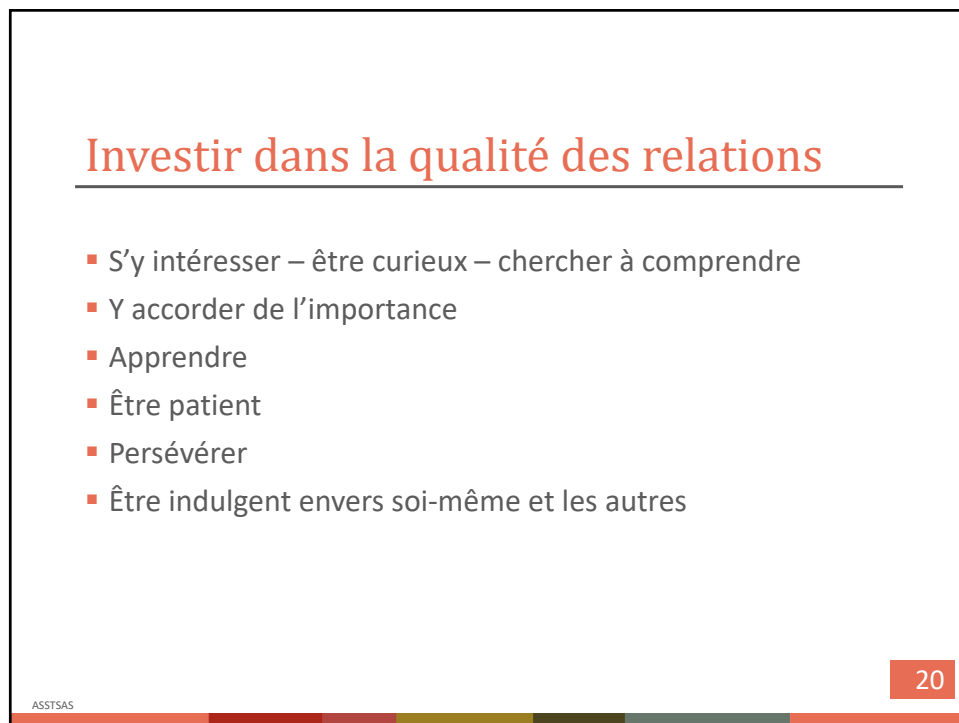 Investir dans la qualité des relations
▪ S’y intéresser – être curieux – chercher à comprendre
▪ Y accorder de l’importance
▪ Apprendre
▪ Être patient
▪ Persévérer
▪ Être indulgent envers soi-même et les autres
20
ASSTSAS